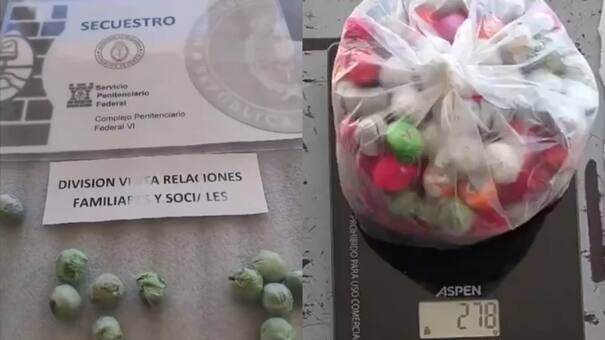 SECUESTRO
Servicio
Penitenciario
Federal
Complejo Penitenciario
Federal VI
DIVISION VISITA RELACIONES
FAMILIARES Y SOCIALES
PROHIBIDO PARA USO COMERCIAL
ASPEN
278